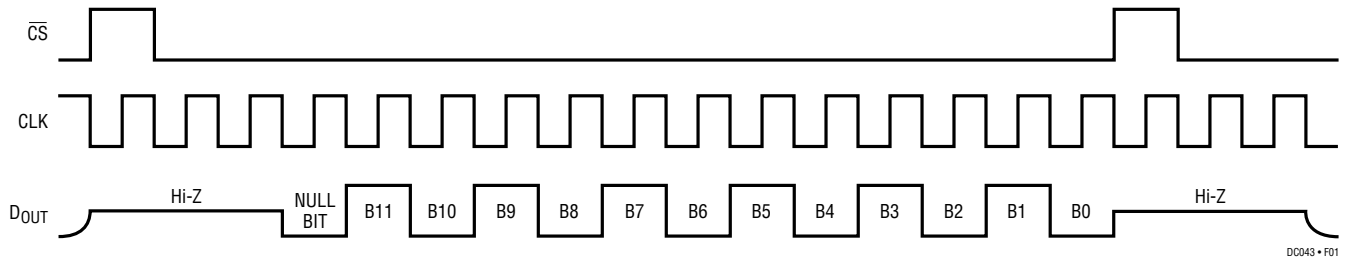 CS
CLK
DOUT
Hi-Z
NULL
BIT
B11
B10
B9
B8
B7
B6
B5
B4
B3
B2
B1
B0
Hi-Z
DC043 • F01